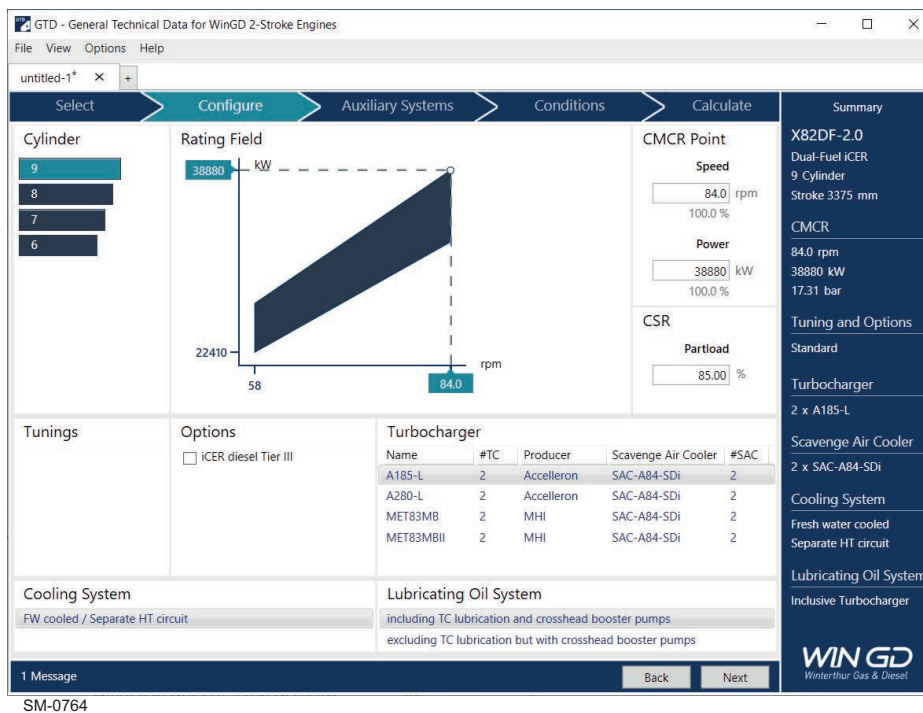 GTD - General Technical Data for WinGD 2-Stroke Engines
File View Options Help
untitled-1* × +
Select Configure Auxiliary Systems Conditions Calculate
Cylinder
9
8
7
6
Rating Field
38880 kW
22410
58 84.0 rpm
CMCR Point
Speed
84.0 rpm
100.0 %
Power
38880 kW
100.0 %
CSR
Partload
85.00 %
Tunings
Options
iCER diesel Tier III
Turbocharger
Name #TC Producer Scavenge Air Cooler #SAC
A185-L 2 Accelleron SAC-A84-SDi 2
A280-L 2 Accelleron SAC-A84-SDi 2
MET83MB 2 MHI SAC-A84-SDi 2
MET83MBII 2 MHI SAC-A84-SDi 2
Cooling System
FW cooled / Separate HT circuit
Lubricating Oil System
including TC lubrication and crosshead booster pumps
excluding TC lubrication but with crosshead booster pumps
Summary
X82DF-2.0
Dual-Fuel iCER
9 Cylinder
Stroke 3375 mm
CMCR
84.0 rpm
38880 kW
17.31 bar
Tuning and Options
Standard
Turbocharger
2 x A185-L
Scavenge Air Cooler
2 x SAC-A84-SDi
Cooling System
Fresh water cooled
Separate HT circuit
Lubricating Oil System
Inclusive Turbocharger
WIN GD
Winterthur Gas & Diesel
1 Message Back Next
SM-0764